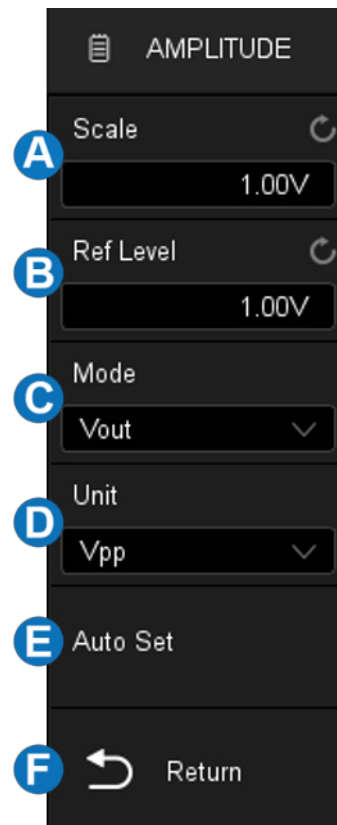 AMPLITUDE
A
Scale
1.00V
B
Ref Level
1.00V
C
Mode
Vout
D
Unit
Vpp
E
Auto Set
F
Return